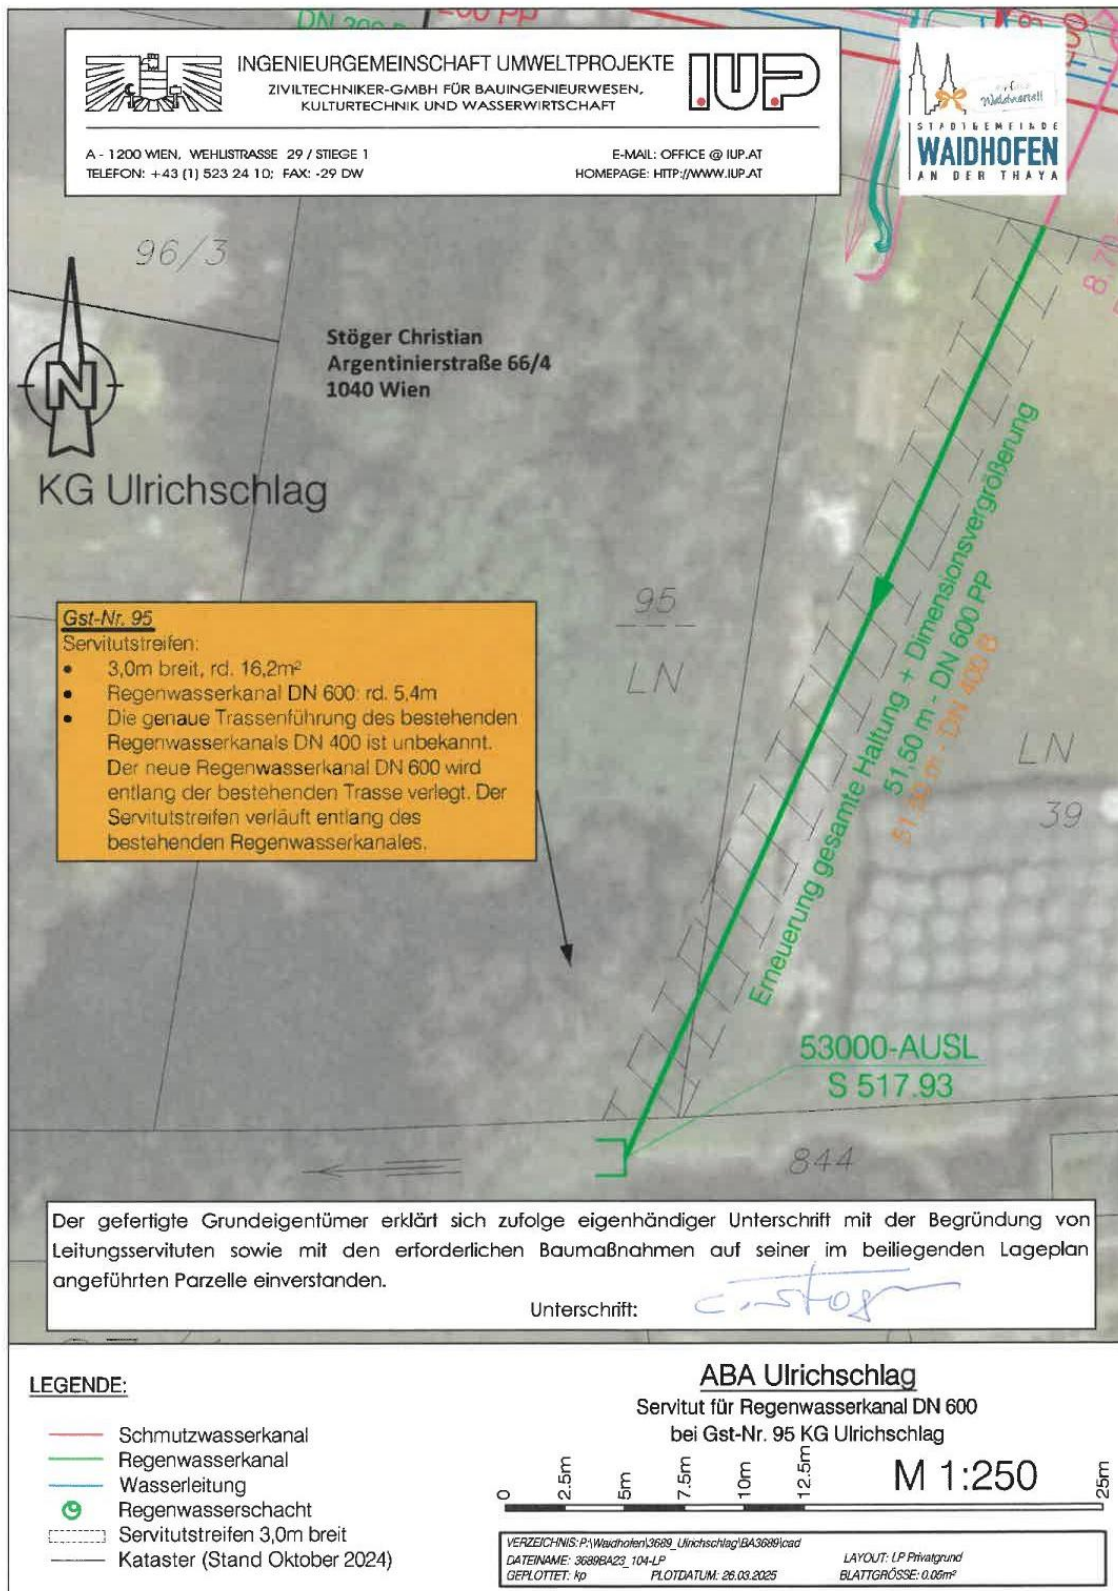 DN 300
200 PP
INGENIEURGEMEINSCHAFT UMWELTPROJEKTE
ZIVILTECHNIKER-GMBH FÜR BAUINGENIEURWESEN,
KULTURTECHNIK UND WASSERWIRTSCHAFT
IUP
A - 1200 WIEN, WEHLISTRASSE 29 / STIEGE 1
TELEFON: +43 (1) 523 24 10; FAX: -29 DW
E-MAIL: OFFICE @ IUP.AT
HOMEPAGE: HTTP://WWW.IUP.AT
Waldviertel
STADTGEMEINDE
WAIDHOFEN
AN DER THAYA
96/3
8.70
Stöger Christian
Argentinierstraße 66/4
1040 Wien
N
KG Ulrichschlag
Gst-Nr. 95
Servitutstreifen:
• 3,0m breit, rd. 16,2m²
• Regenwasserkanal DN 600: rd. 5,4m
• Die genaue Trassenführung des bestehenden
Regenwasserkanals DN 400 ist unbekannt.
Der neue Regenwasserkanal DN 600 wird
entlang der bestehenden Trasse verlegt. Der
Servitutstreifen verläuft entlang des
bestehenden Regenwasserkanales.
95
LN
Erneuerung gesamte Haltung + Dimensionsvergrößerung
51,50 m - DN 600 PP
m - DN 400 B
LN
39
53000-AUSL
S 517.93
844
Der gefertigte Grundeigentümer erklärt sich zufolge eigenhändiger Unterschrift mit der Begründung von
Leitungsservituten sowie mit den erforderlichen Baumaßnahmen auf seiner im beiliegenden Lageplan
angeführten Parzelle einverstanden.
Unterschrift:
LEGENDE:
Schmutzwasserkanal
Regenwasserkanal
Wasserleitung
Regenwasserschacht
Servitutstreifen 3,0m breit
Kataster (Stand Oktober 2024)
ABA Ulrichschlag
Servitut für Regenwasserkanal DN 600
bei Gst-Nr. 95 KG Ulrichschlag
M 1:250
0 2.5m 5m 7.5m 10m 12.5m 25m
VERZEICHNIS: P:\Waidhofen\3689_Ulrichschlag\BA3689\cad
DATEINAME: 3689BA23_104-LP LAYOUT: LP Privatgrund
GEPLOTTET: kp PLOTDATUM: 26.03.2025 BLATTGRÖSSE: 0.06m²